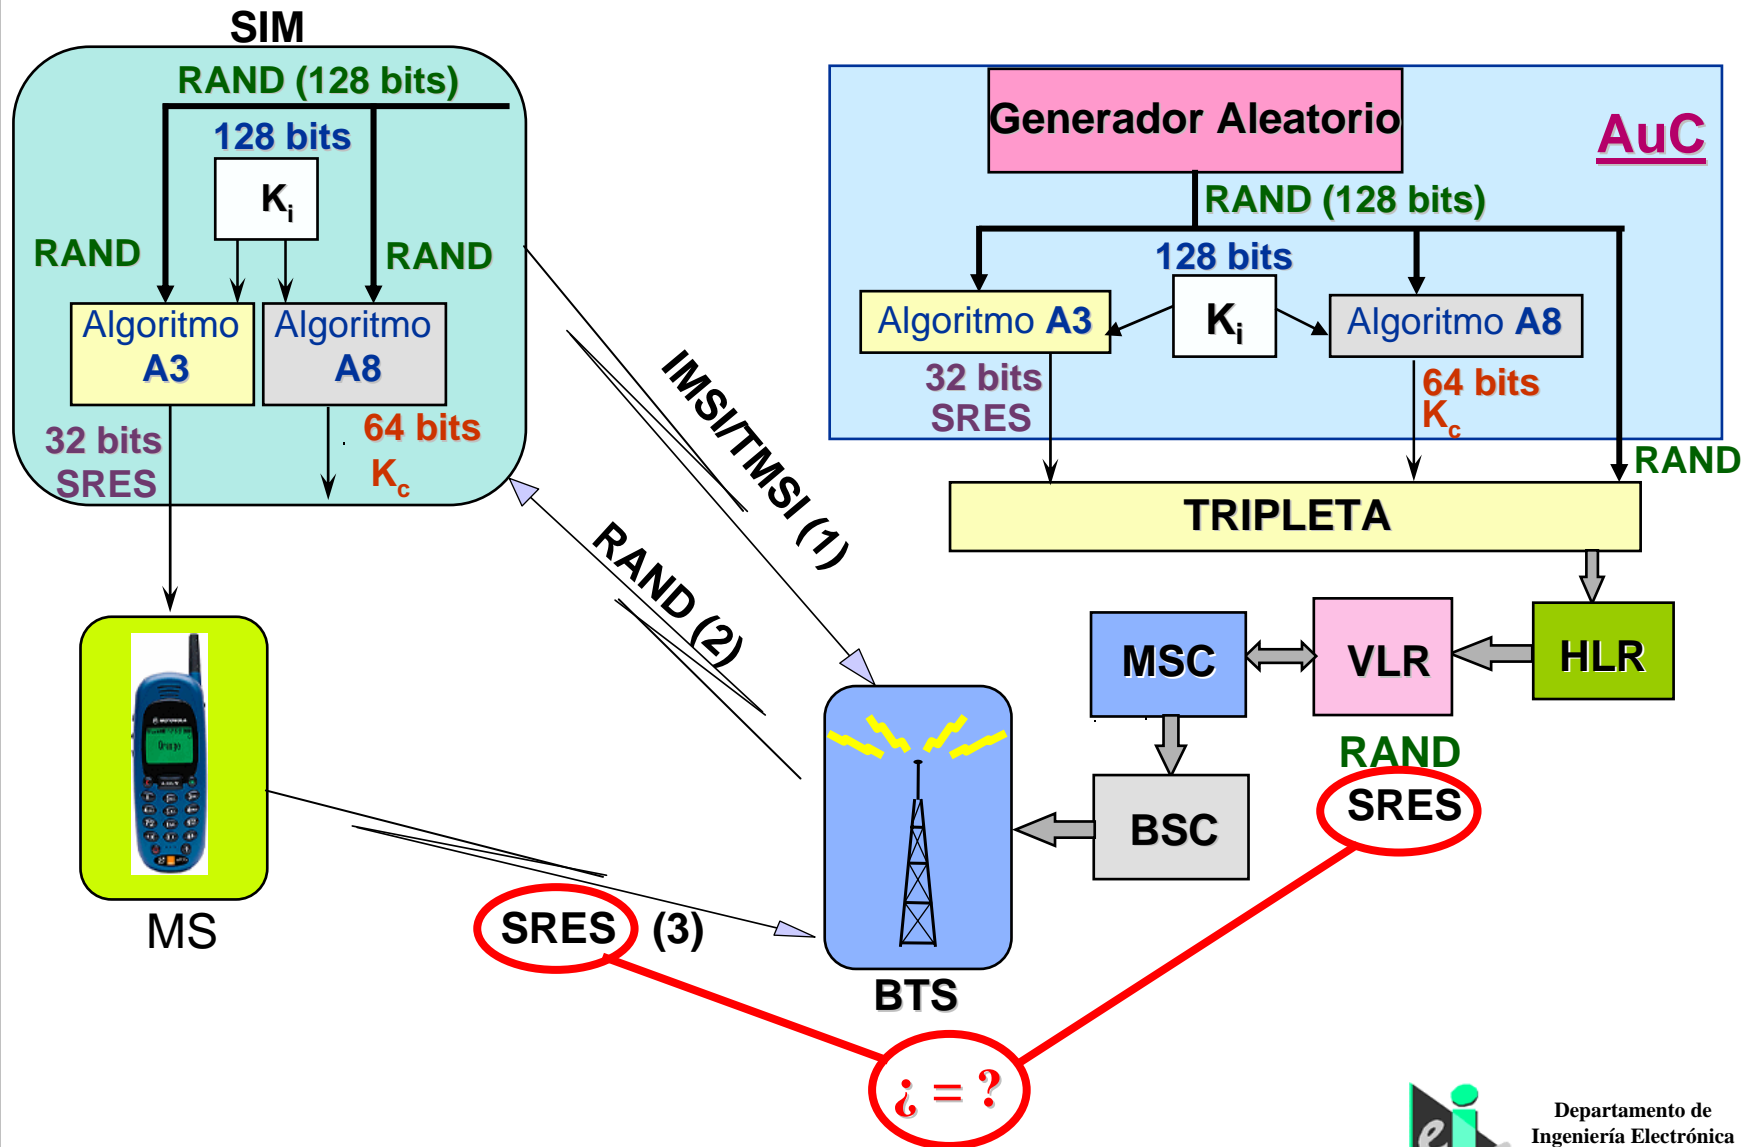 SIM
RAND (128 bits)
128 bits
Ki
RAND
RAND
Algoritmo
A3
Algoritmo
A8
32 bits
SRES
64 bits
Kc
IMSI/TMSI (1)
RAND (2)
MS
SRES (3)
BTS
¿ = ?
Generador Aleatorio
AuC
RAND (128 bits)
128 bits
Algoritmo A3
Ki
Algoritmo A8
32 bits
SRES
64 bits
Kc
RAND
TRIPLETA
MSC
VLR
HLR
RAND
SRES
BSC
Departamento de
Ingeniería Electrónica